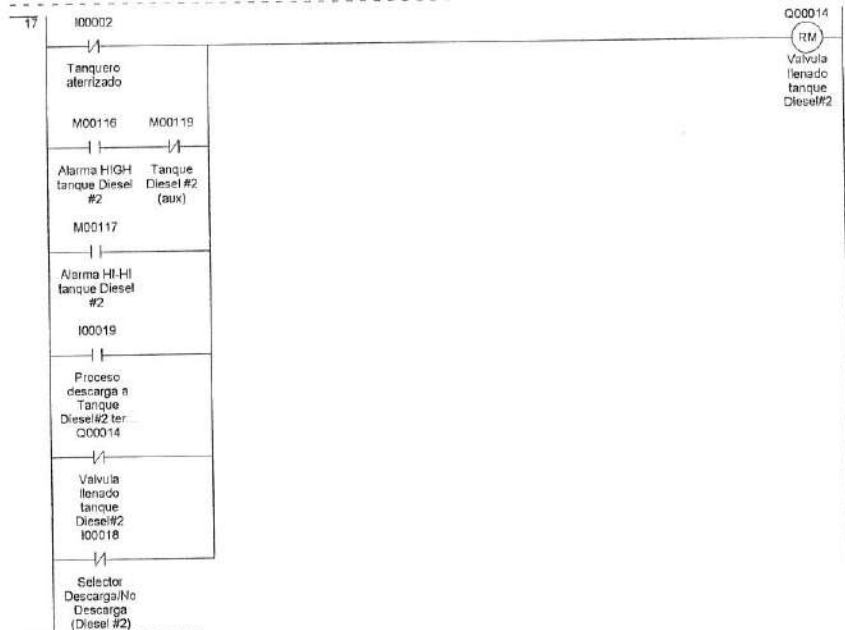 17
I00002
Tanquero
aterrizado
Q00014
RM
Valvula
llenado
tanque
Diesel#2
M00116 M00119
Alarma HIGH
tanque Diesel
#2
Tanque
Diesel #2
(aux)
M00117
Alarma HI-HI
tanque Diesel
#2
I00019
Proceso
descarga a
Tanque
Diesel#2 ter...
Q00014
Valvula
llenado
tanque
Diesel#2
I00018
Selector
Descarga/No
Descarga
(Diesel #2)